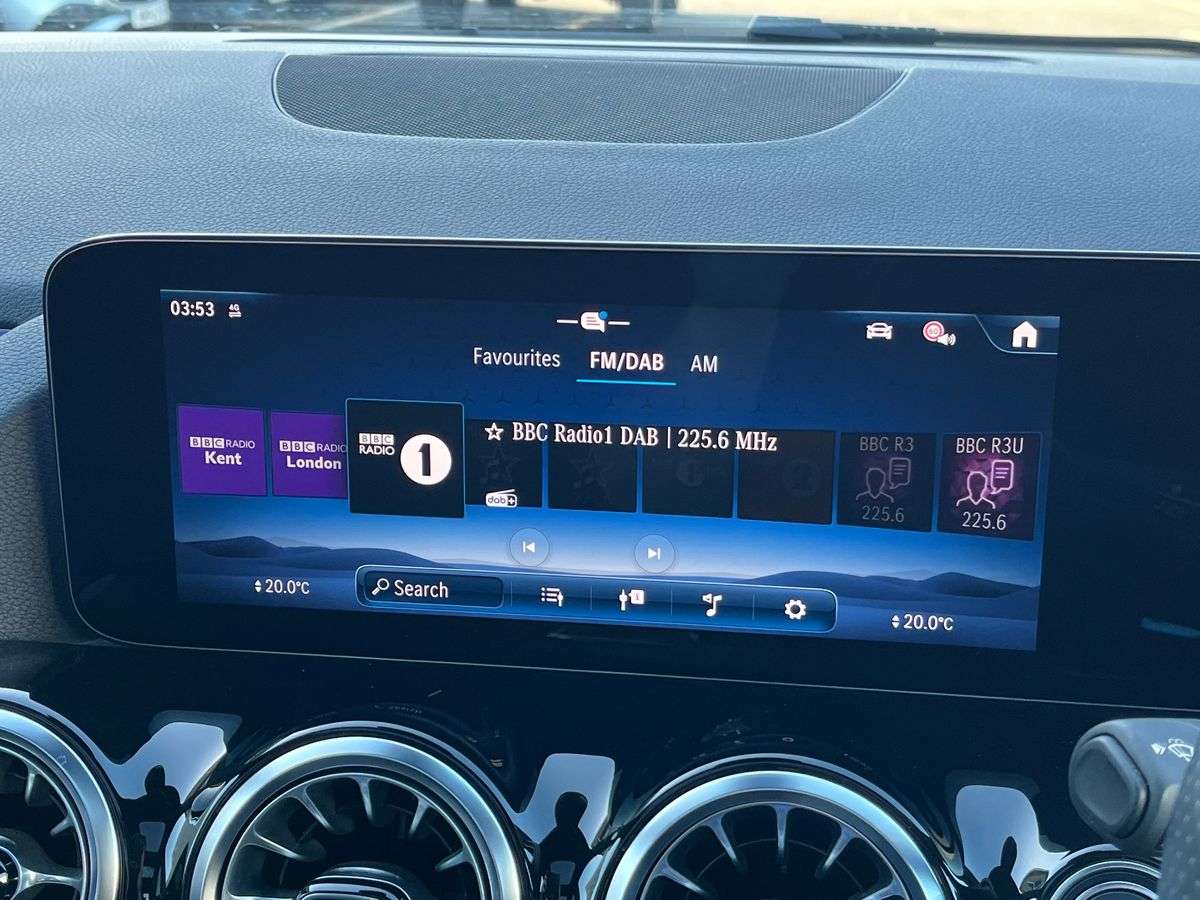 03:53 4G
Favourites FM/DAB AM
BBC RADIO
Kent
BBC RADIO
London
BBC
RADIO
1
☆ BBC Radio1 DAB | 225.6 MHz
dab+
BBC R3
225.6
BBC R3U
225.6
20.0°C
Search
20.0°C